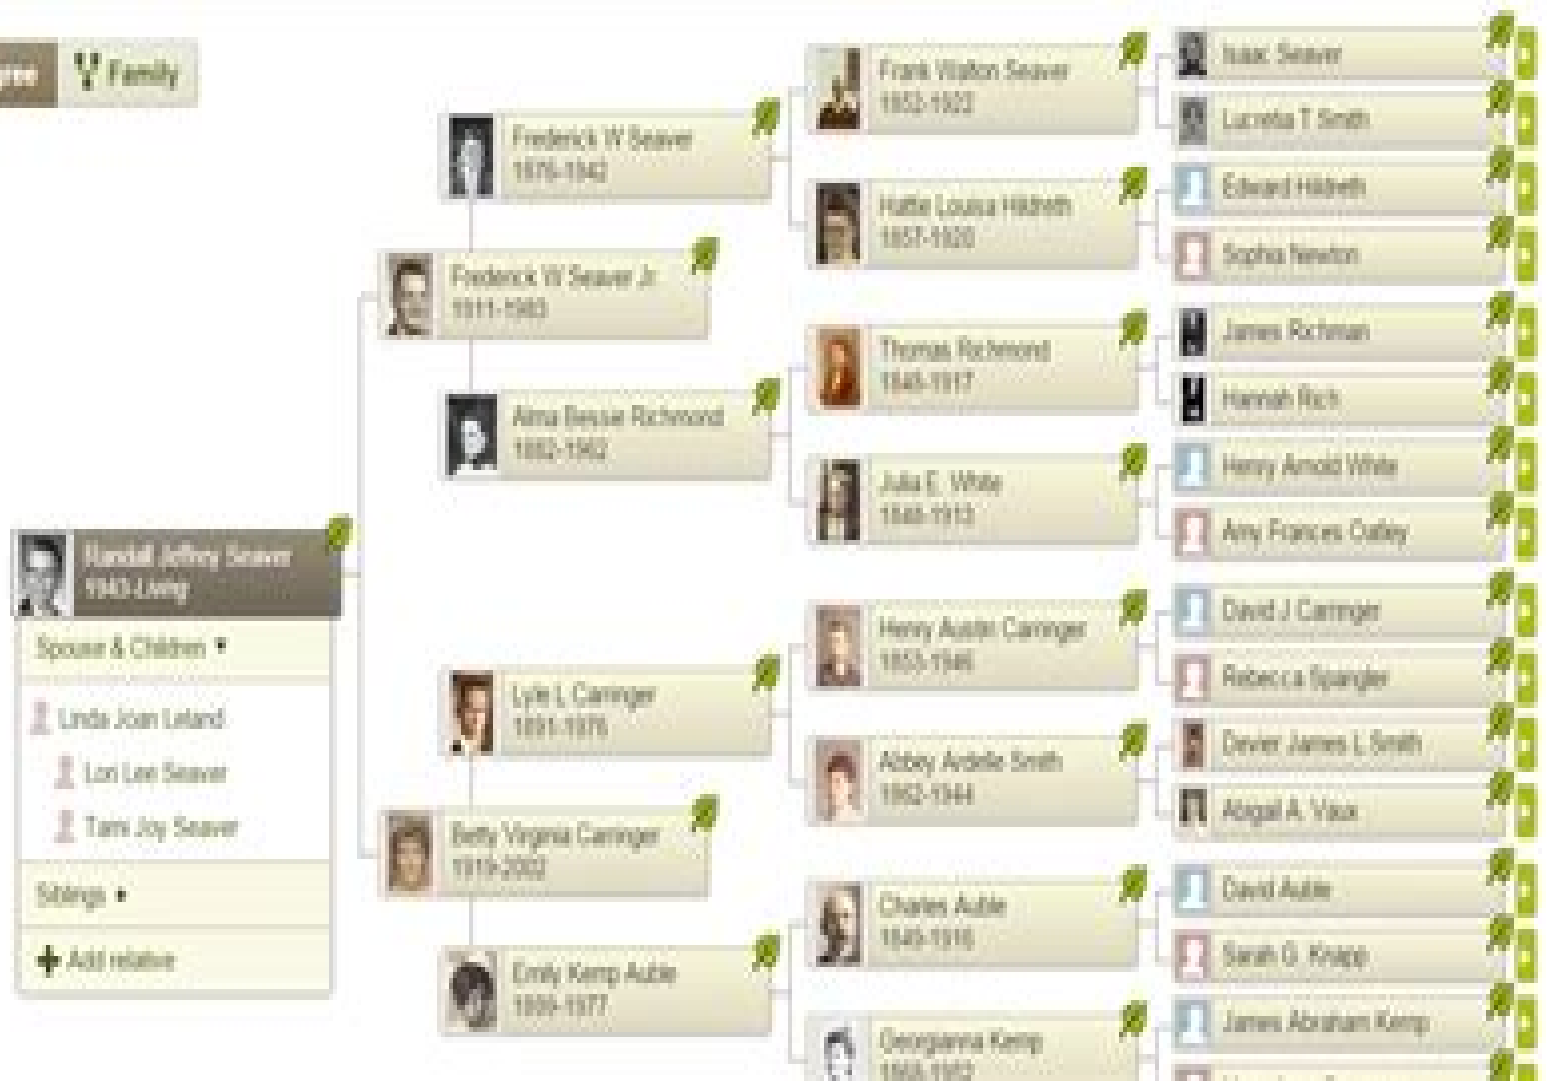 Family
Frank Walton Seaver
1852-1922
Isaac Seaver
Lucretia T Smith
Frederick W Seaver
1876-1942
Hattie Louisa Hildreth
1857-1920
Edward Hildreth
Sophia Newton
Frederick W Seaver Jr.
1911-1983
Thomas Richmond
1848-1917
James Richman
Hannah Rich
Alma Bessie Richmond
1882-1962
Julia E. White
1848-1913
Henry Arnold White
Amy Frances Oatley
Randall Jeffrey Seaver
1943-Living
Spouse & Children
Linda Joan Leland
Lori Lee Seaver
Tami Joy Seaver
Siblings
Add relative
Henry Austin Carringer
1853-1946
David J Carringer
Rebecca Spangler
Lyle L Carringer
1891-1976
Abbey Ardelle Smith
1862-1944
Devier James L Smith
Abigail A. Vaux
Betty Virginia Carringer
1919-2002
Charles Auble
1849-1916
David Auble
Sarah G. Knapp
Emily Kemp Auble
1899-1977
Georgianna Kemp
1868-1952
James Abraham Kemp